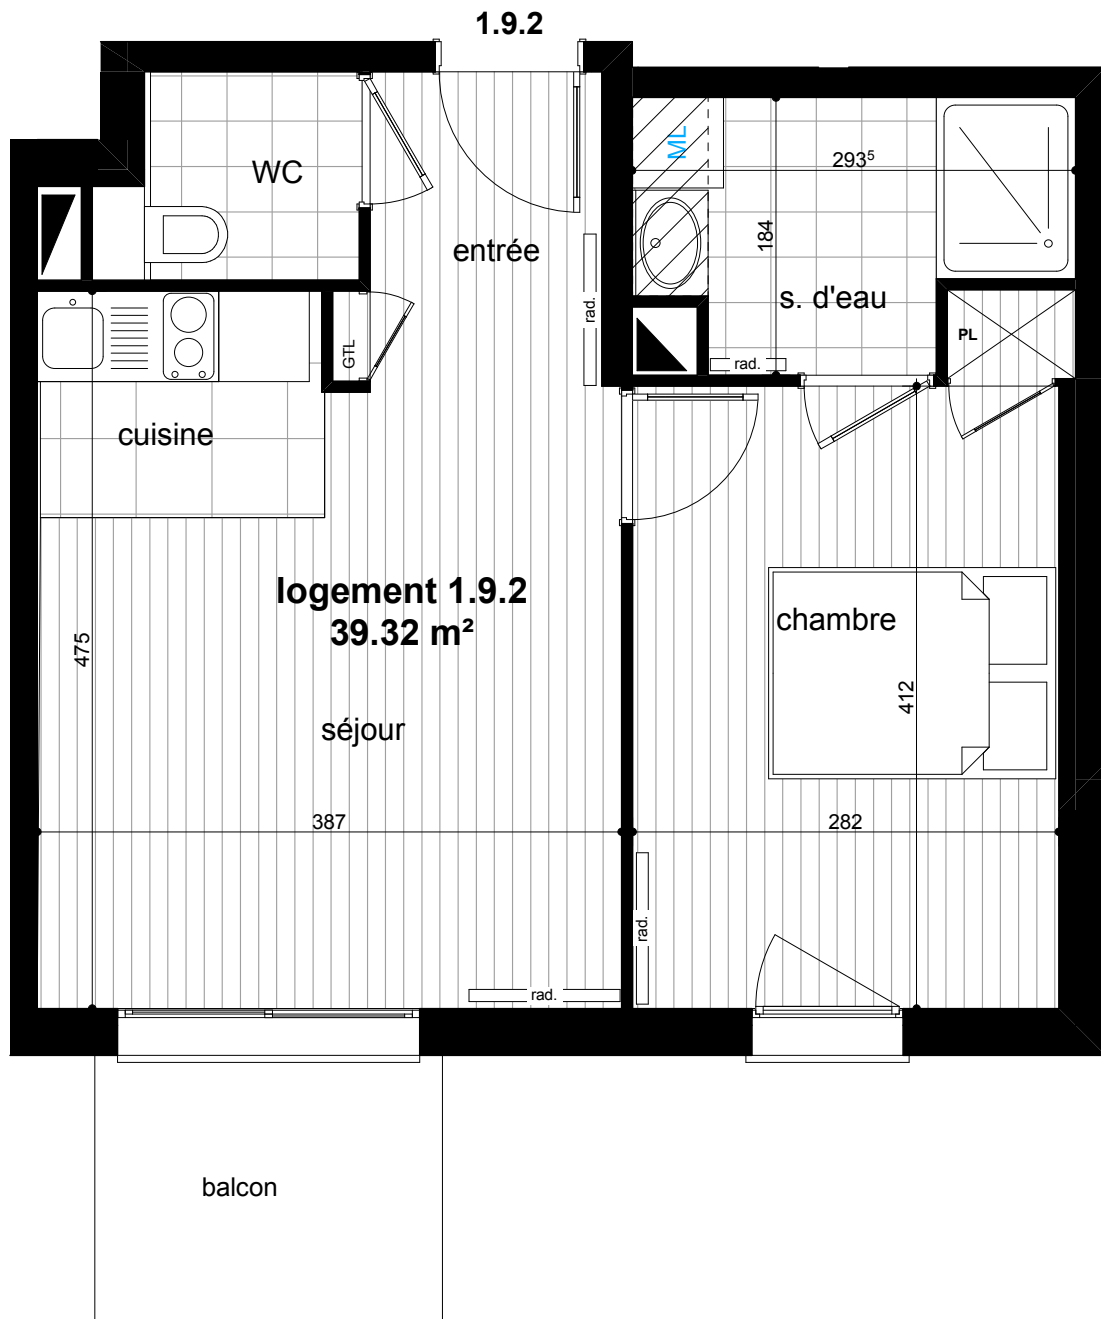 1.9.2
WC
ML
293⁵
184
entrée
rad.
s. d'eau
PL
GTL
rad.
cuisine
logement 1.9.2
39.32 m²
chambre
475
412
séjour
387
282
rad.
rad.
balcon